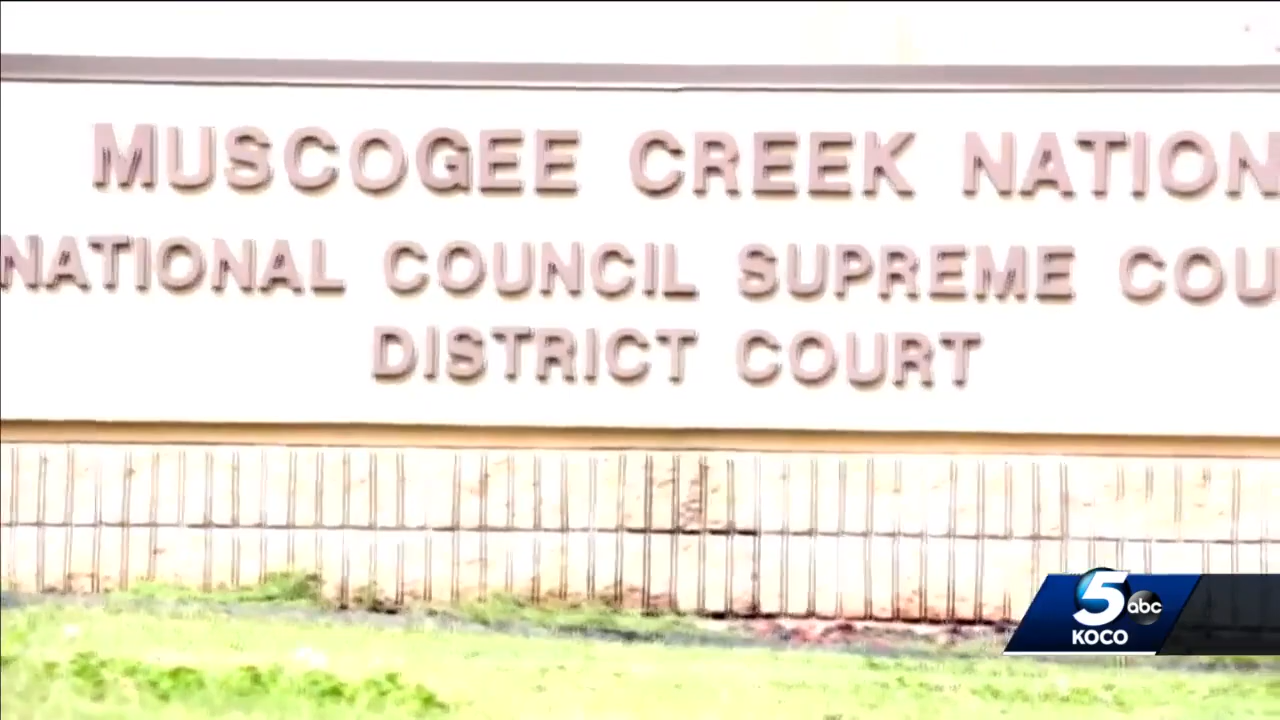 MUSCOGEE CREEK NATION
NATIONAL COUNCIL SUPREME COU
DISTRICT COURT
5 abc
KOCO